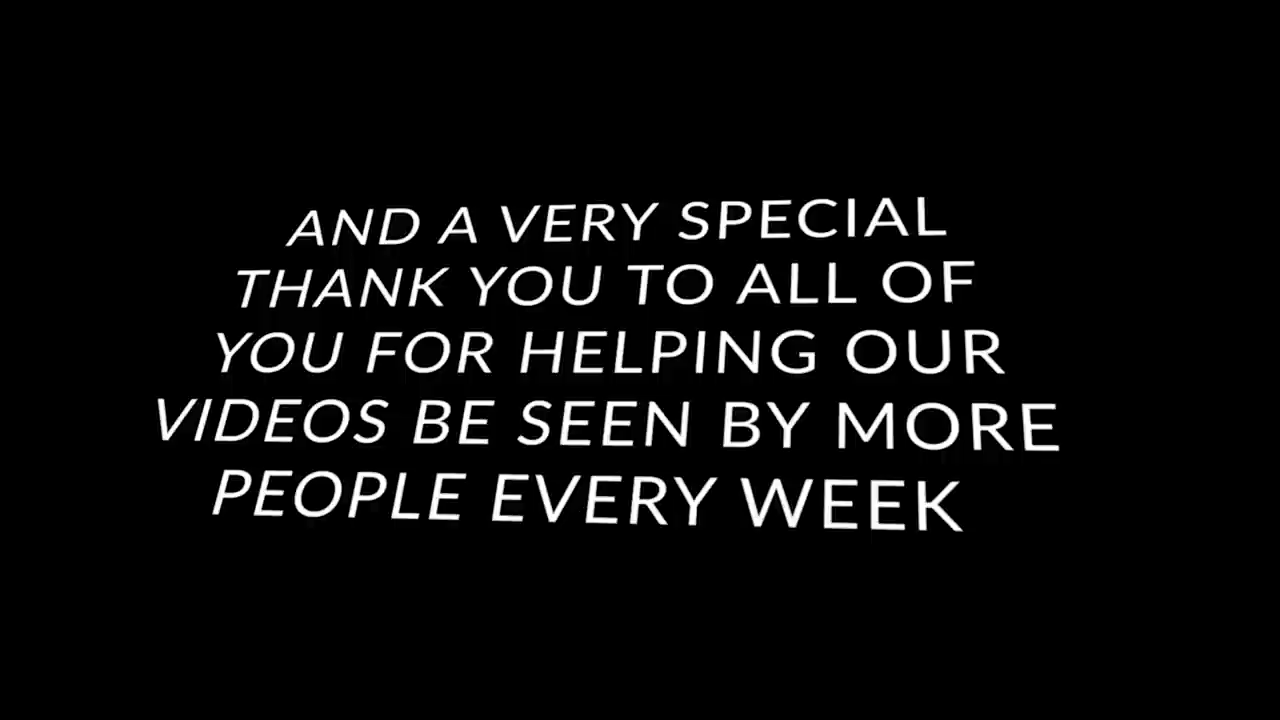 AND A VERY SPECIAL
THANK YOU TO ALL OF
YOU FOR HELPING OUR
VIDEOS BE SEEN BY MORE
PEOPLE EVERY WEEK